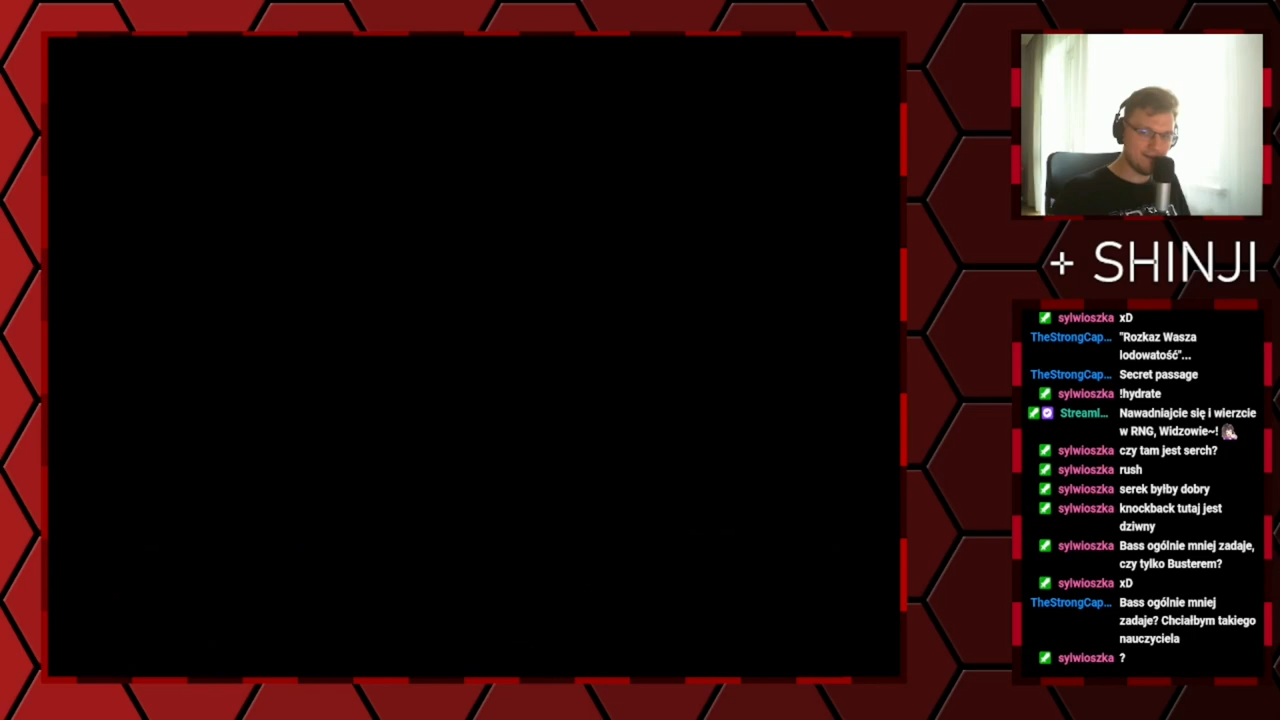 + SHINJI
sylwioszka xD
TheStrongCap... "Rozkaz Wasza
lodowatość"...
TheStrongCap... Secret passage
sylwioszka !hydrate
Streaml... Nawadniajcie się i wierzcie
w RNG, Widzowie~!
sylwioszka czy tam jest serch?
sylwioszka rush
sylwioszka serek byłby dobry
sylwioszka knockback tutaj jest
dziwny
sylwioszka Bass ogólnie mniej zadaje,
czy tylko Busterem?
sylwioszka xD
TheStrongCap... Bass ogólnie mniej
zadaje? Chciałbym takiego
nauczyciela
sylwioszka ?